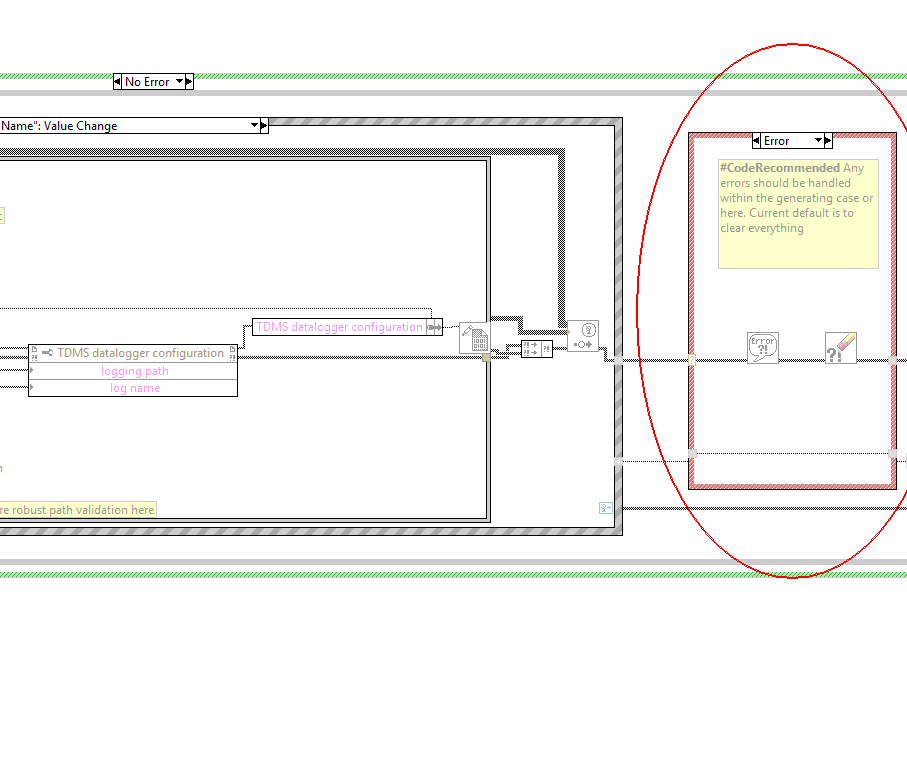 No Error
Name": Value Change
Error
#CodeRecommended Any
errors should be handled
within the generating case or
here. Current default is to
clear everything
TDMS datalogger configuration
TDMS datalogger configuration
logging path
log name
Error
?!
?!
re robust path validation here